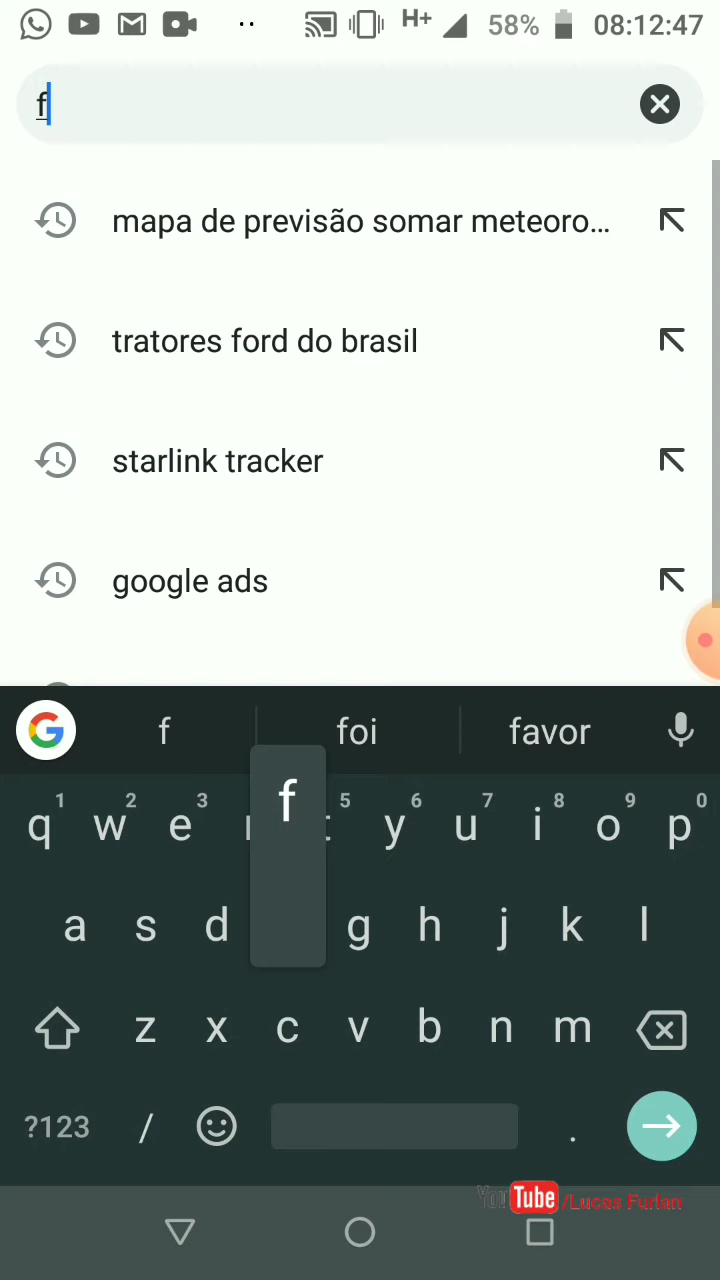 H+ 58% 08:12:47
f
mapa de previsão somar meteoro...
tratores ford do brasil
starlink tracker
google ads
f foi favor
f
1 2 3 5 6 7 8 9 0
q w e t y u i o p
a s d g h j k l
z x c v b n m
?123 / .
YouTube /Lucas Furlan